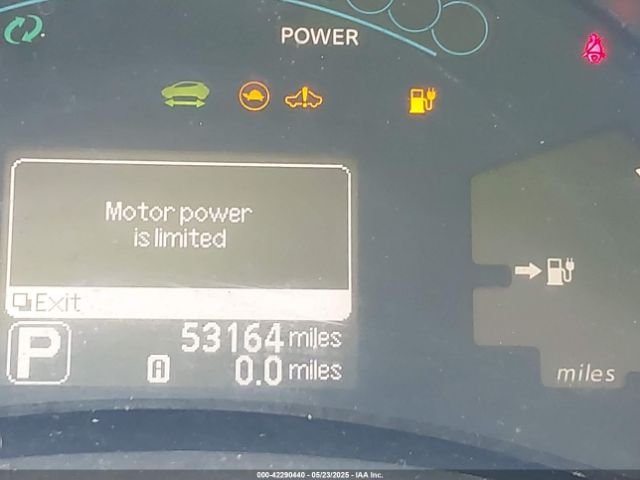 POWER
Motor power
is limited
Exit
P
53164 miles
A 0.0 miles
miles
000-42290440 - 05/23/2025 - IAA Inc.